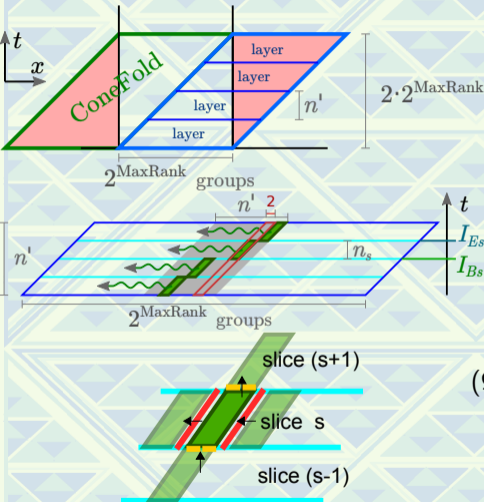 t
x
ConeFold
layer
layer
layer
layer
n'
2·2^MaxRank
2^MaxRank groups
n' 2
t
n'
n_s
I_Es
I_Bs
2^MaxRank groups
slice (s+1)
slice s
slice (s-1)
(9